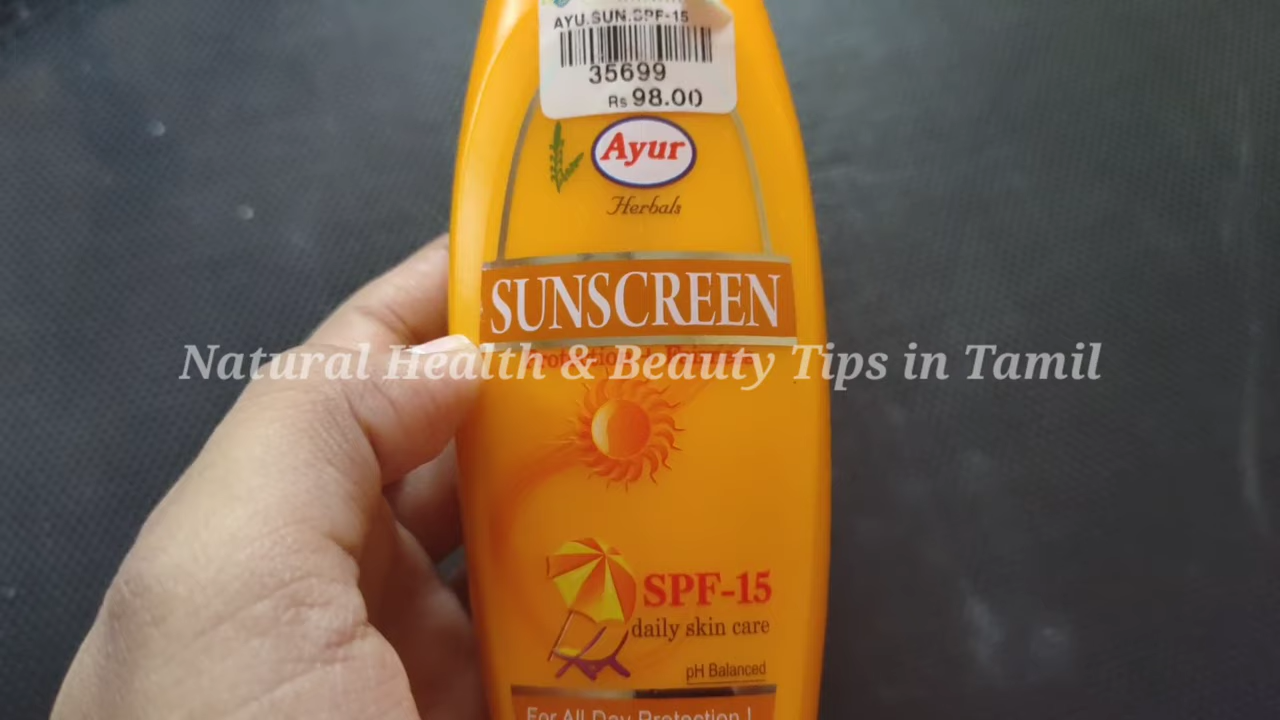 AYU.SUN.SPF-15
35699
Rs 98.00
Ayur
Herbals
SUNSCREEN
Natural Health & Beauty Tips in Tamil
SPF-15
daily skin care
pH Balanced
For All Day Protection !